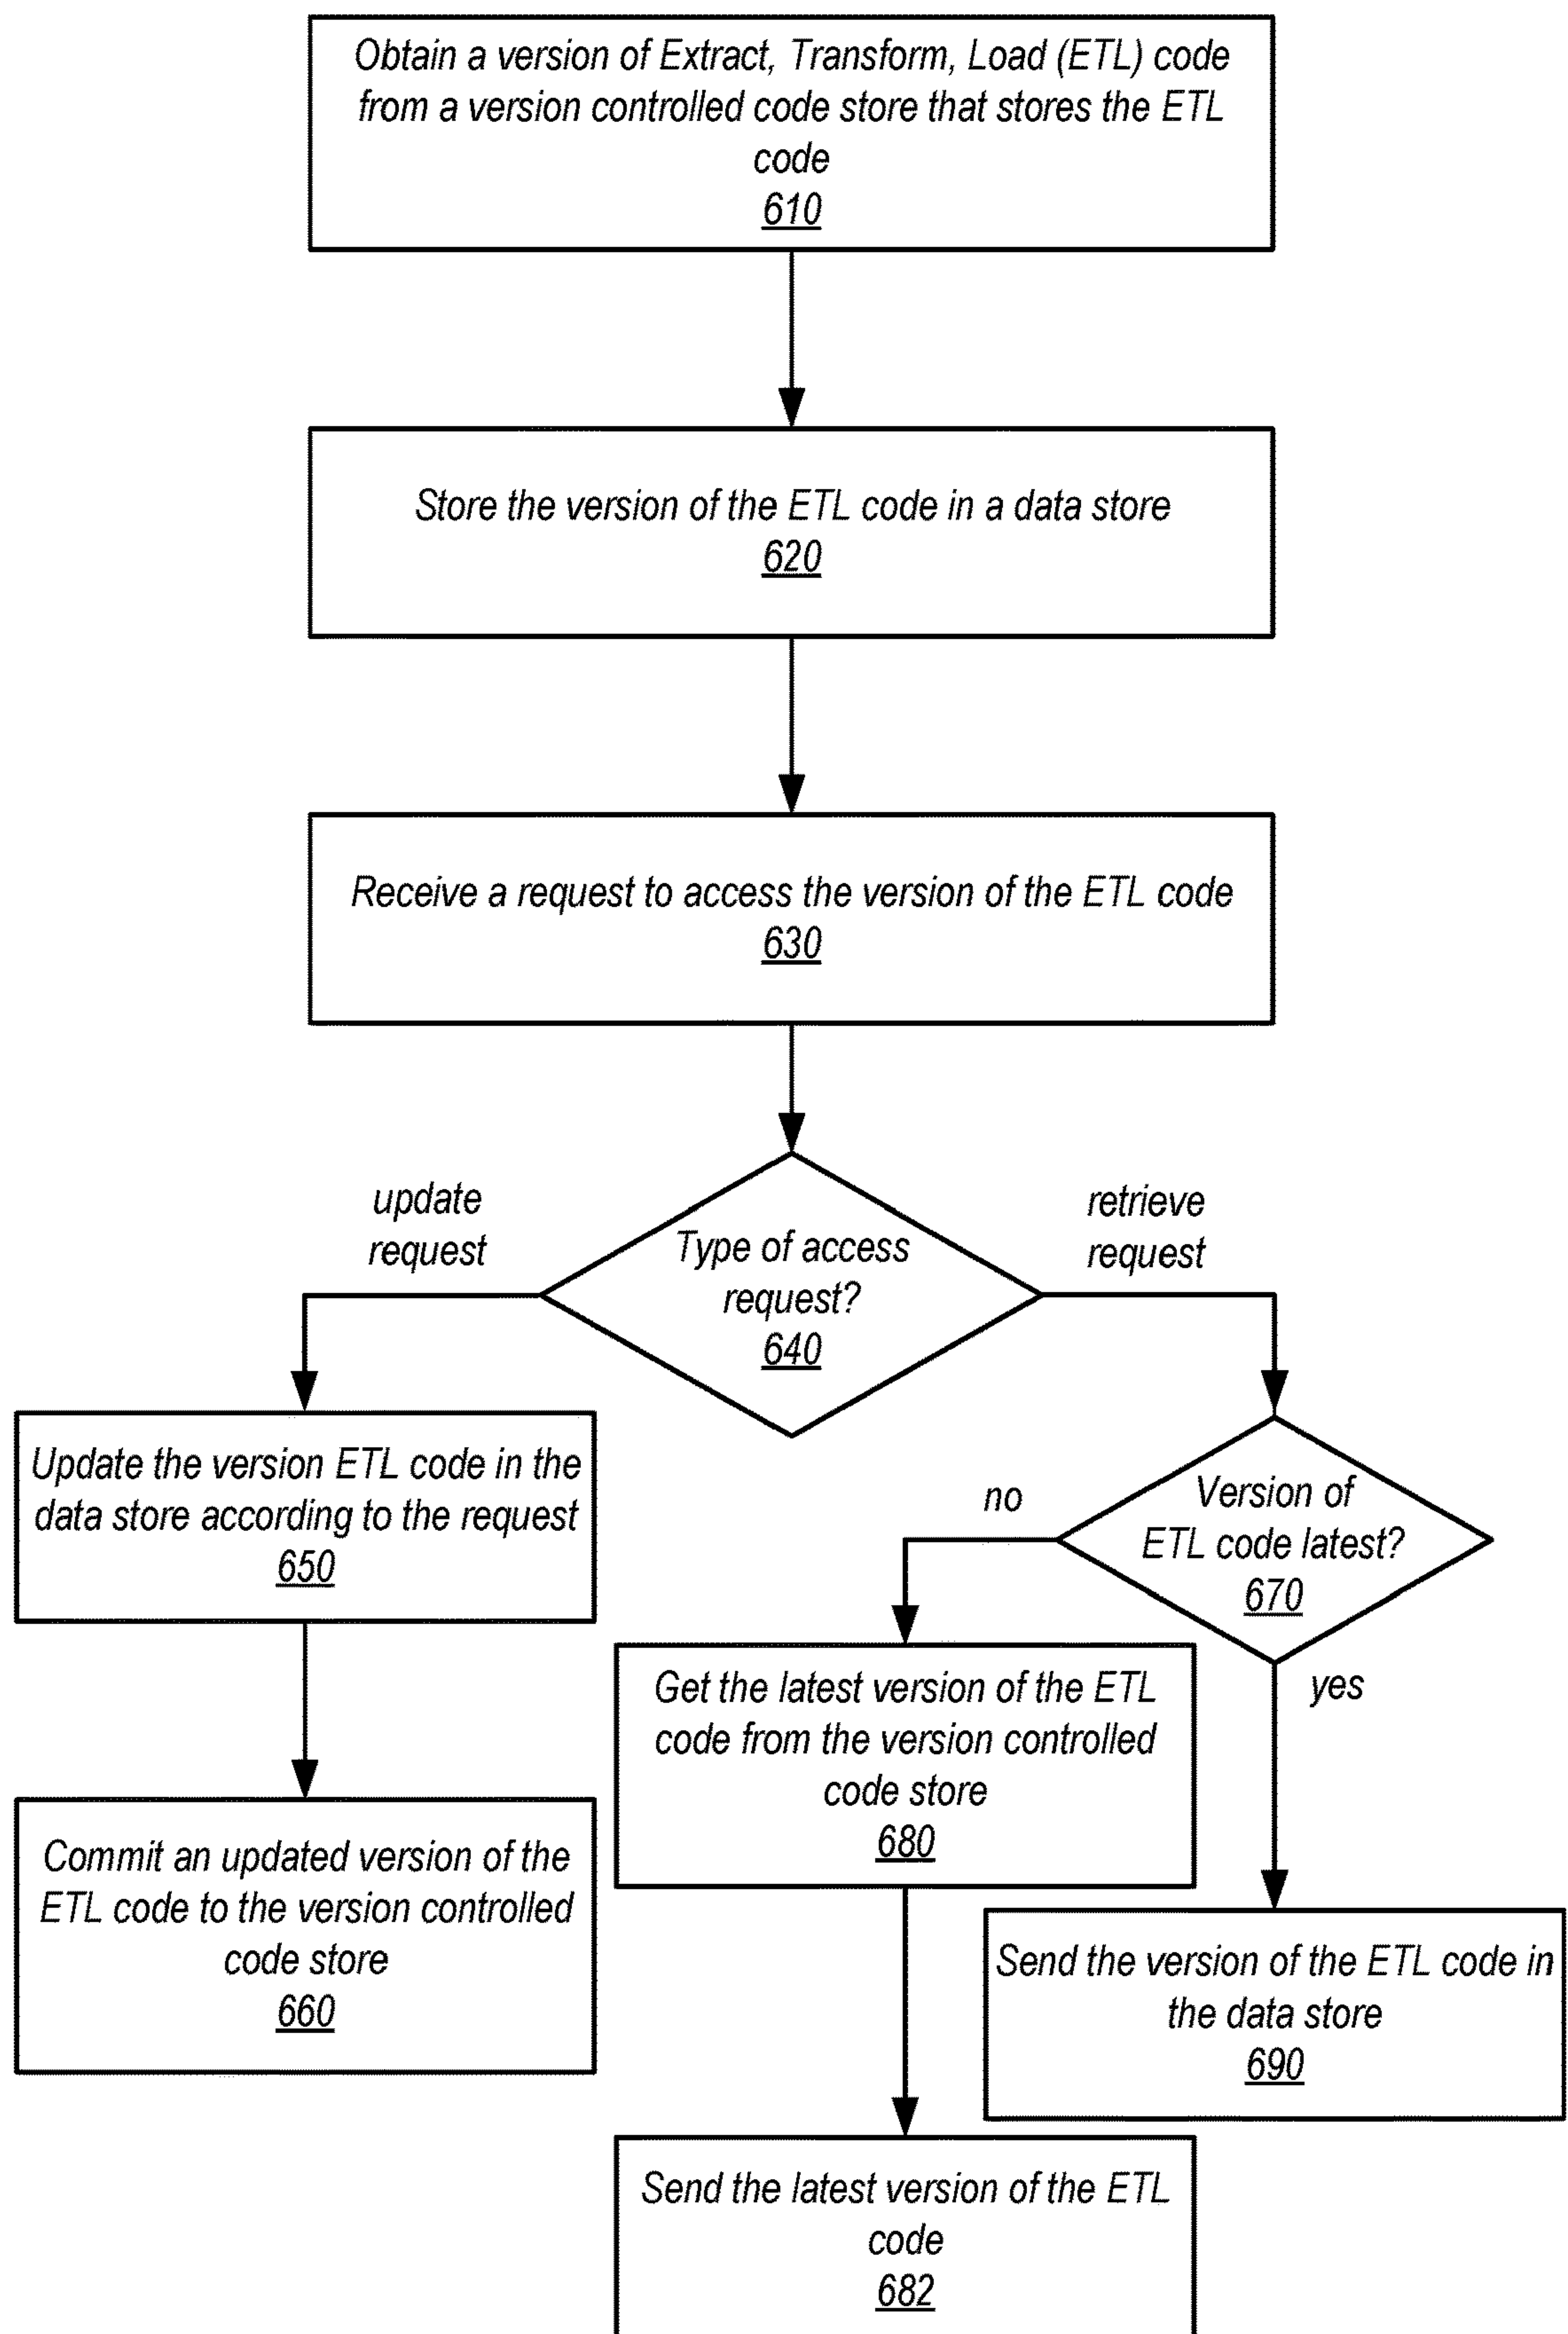 Obtain a version of Extract, Transform, Load (ETL) code
from a version controlled code store that stores the ETL
code
610
Store the version of the ETL code in a data store
620
Receive a request to access the version of the ETL code
630
update
request
Type of access
request?
640
retrieve
request
Update the version ETL code in the
data store according to the request
650
Commit an updated version of the
ETL code to the version controlled
code store
660
no
Version of
ETL code latest?
670
yes
Get the latest version of the ETL
code from the version controlled
code store
680
Send the version of the ETL code in
the data store
690
Send the latest version of the ETL
code
682